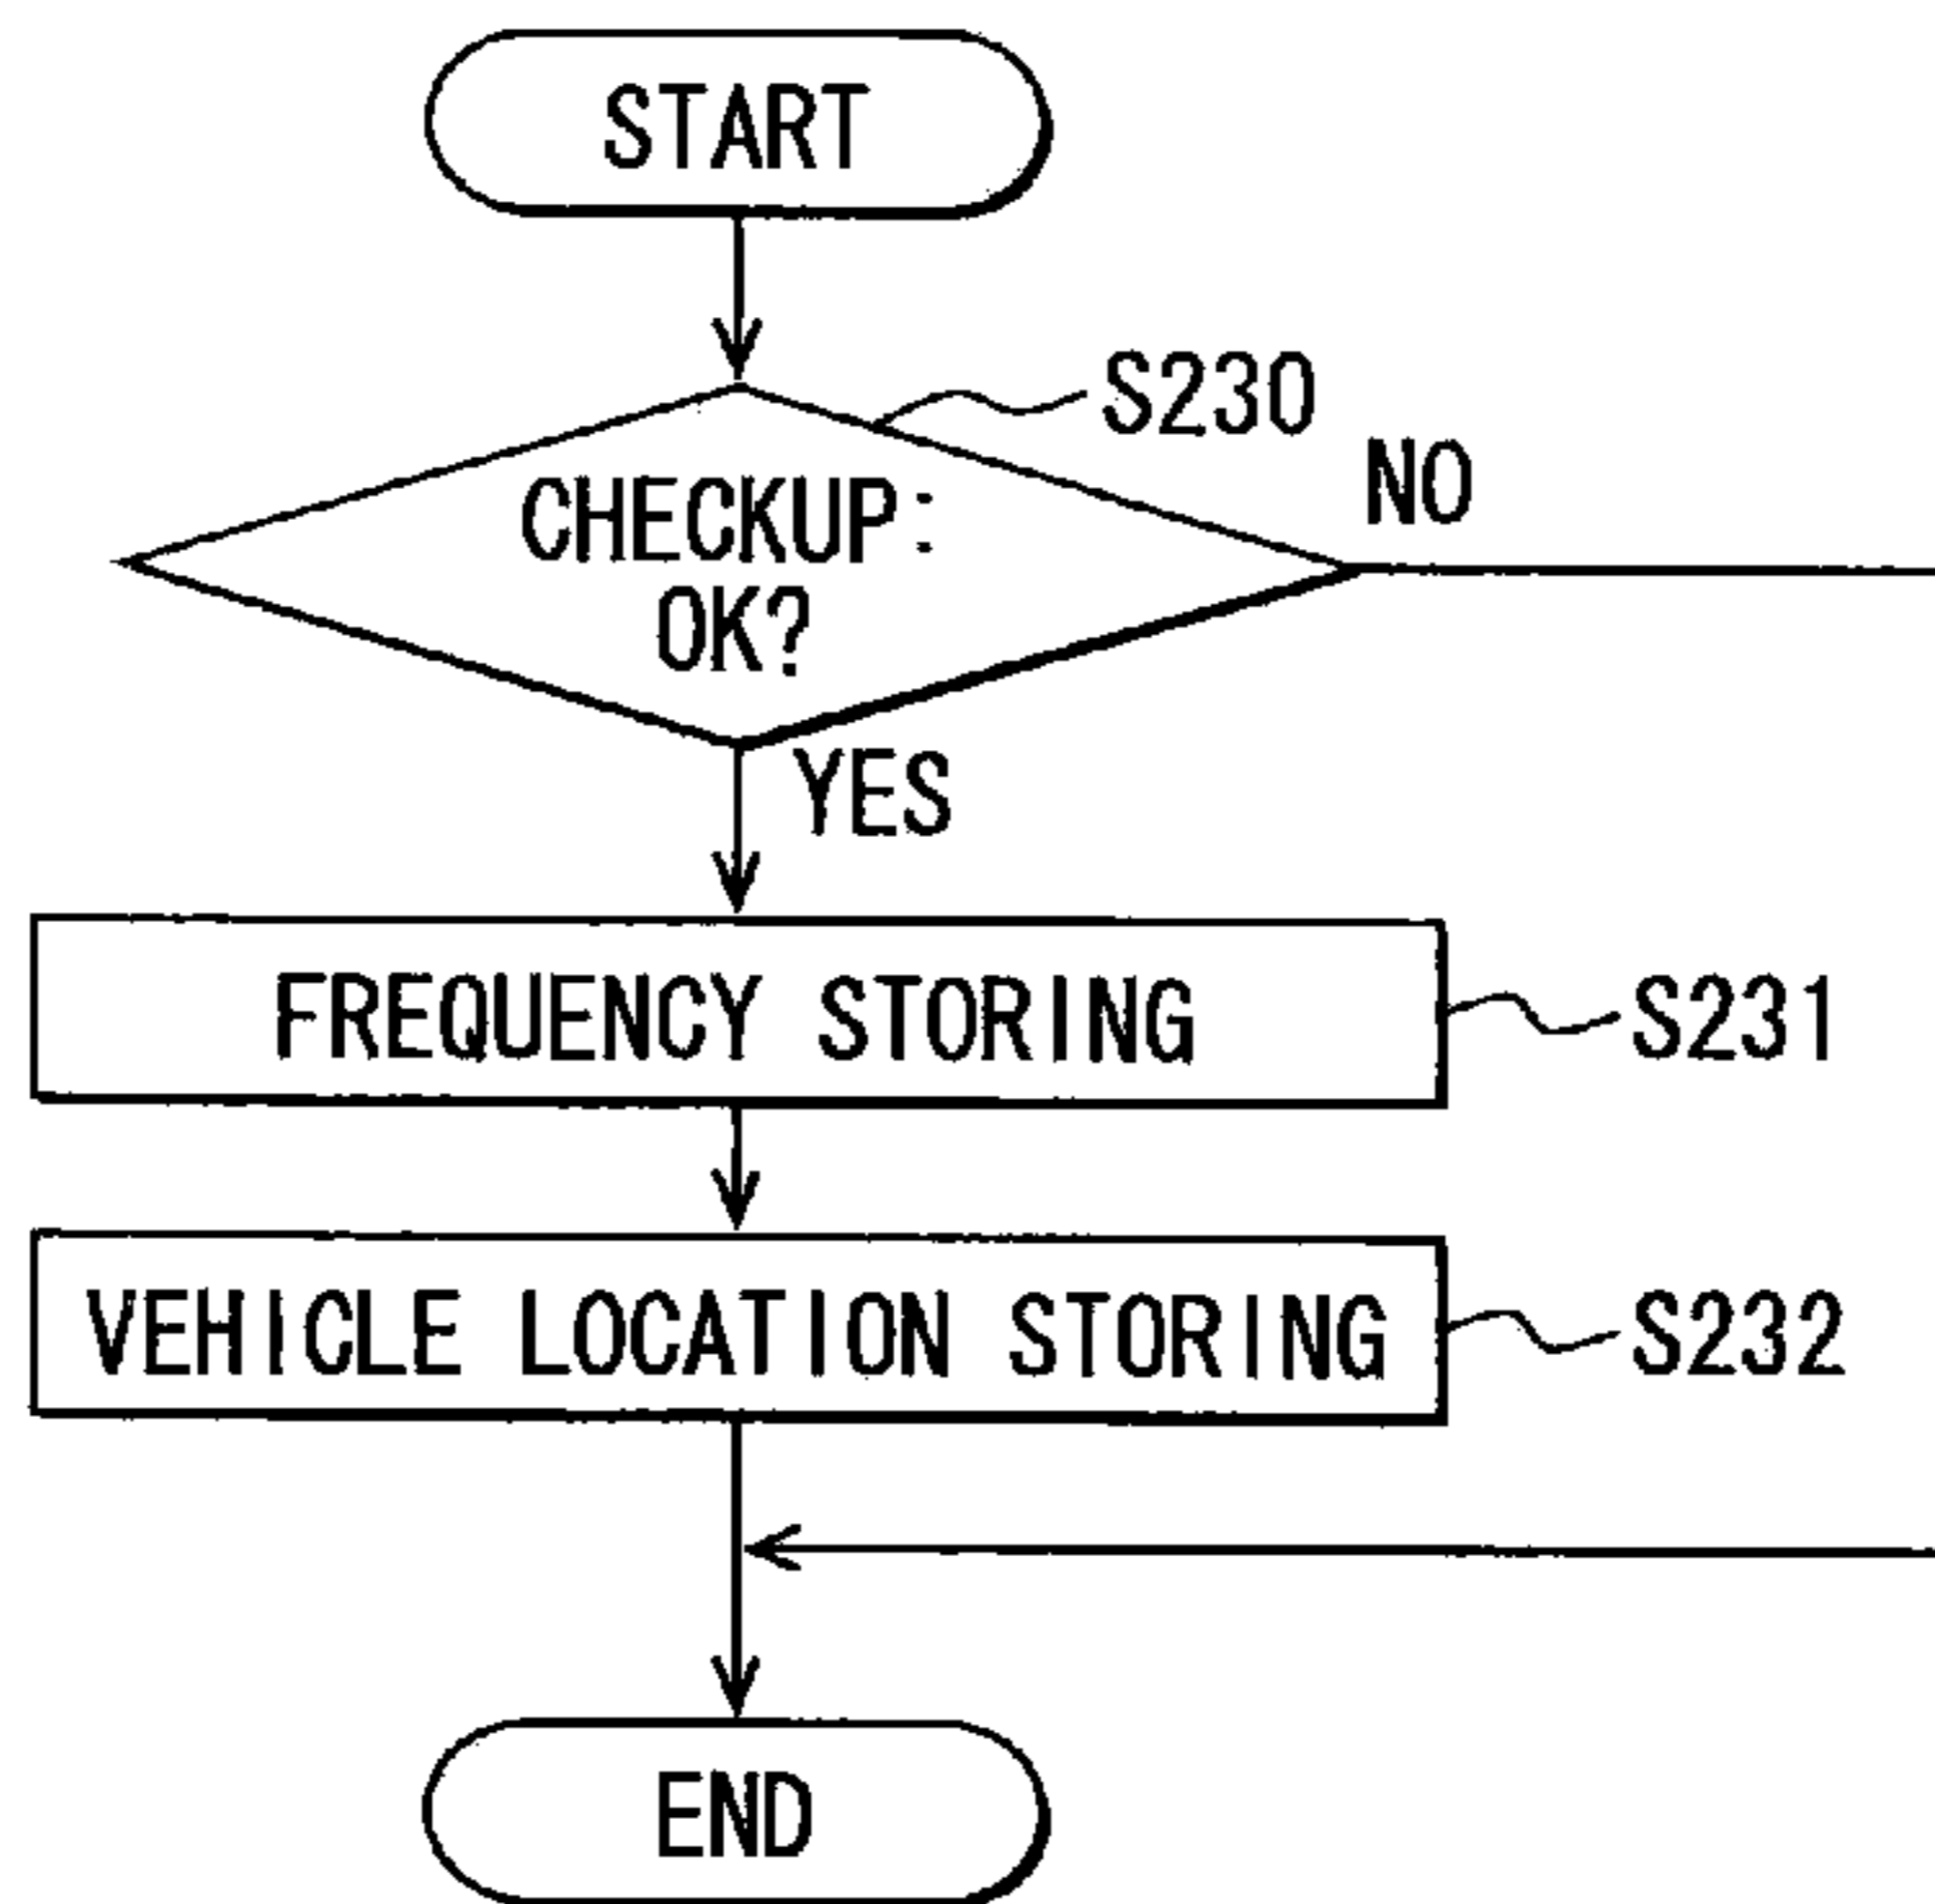 START
S230
NO
CHECKUP:
OK?
YES
FREQUENCY STORING
S231
VEHICLE LOCATION STORING
S232
END